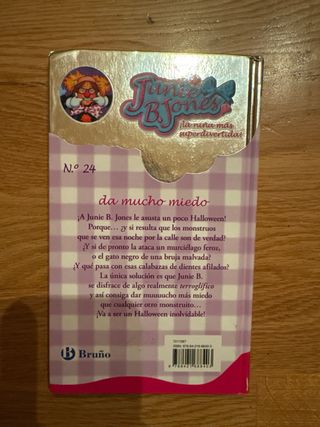 Junie
B. Jones
¡la niña más
superdivertida!
N.º 24
da mucho miedo
¡A Junie B. Jones le asusta un poco Halloween!
Porque... ¿y si resulta que los monstruos
que se ven esa noche por la calle son de verdad?
¿Y si de pronto la ataca un murciélago feroz,
o el gato negro de una bruja malvada?
¿Y qué pasa con esas calabazas de dientes afilados?
La única solución es que Junie B.
se disfrace de algo realmente terroglífico
y así consiga dar muuuucho más miedo
que cualquier otro monstruito...
¡Va a ser un Halloween inolvidable!
B Bruño